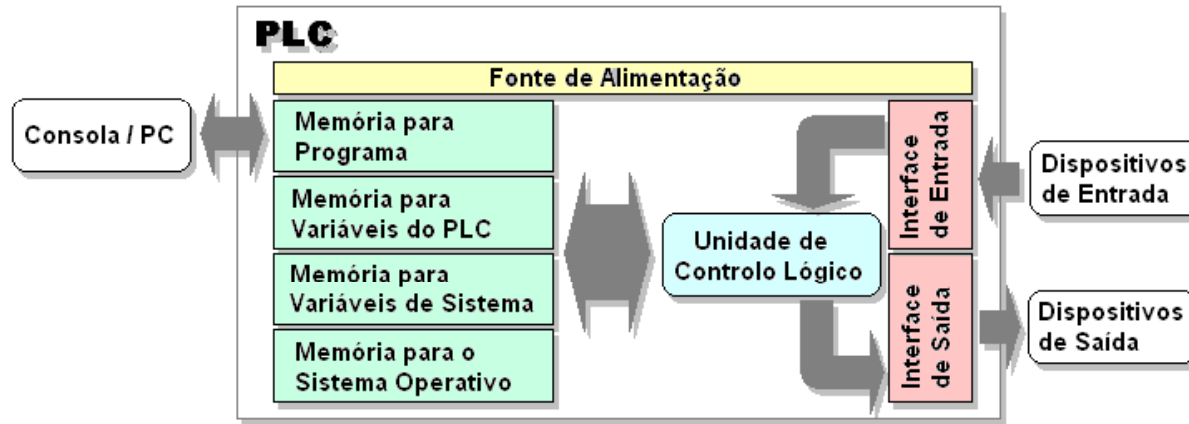 PLC
Fonte de Alimentação
Consola / PC
Memória para
Programa
Memória para
Variáveis do PLC
Memória para
Variáveis de Sistema
Memória para o
Sistema Operativo
Unidade de
Controlo Lógico
Interface
de Entrada
Interface
de Saída
Dispositivos
de Entrada
Dispositivos
de Saída